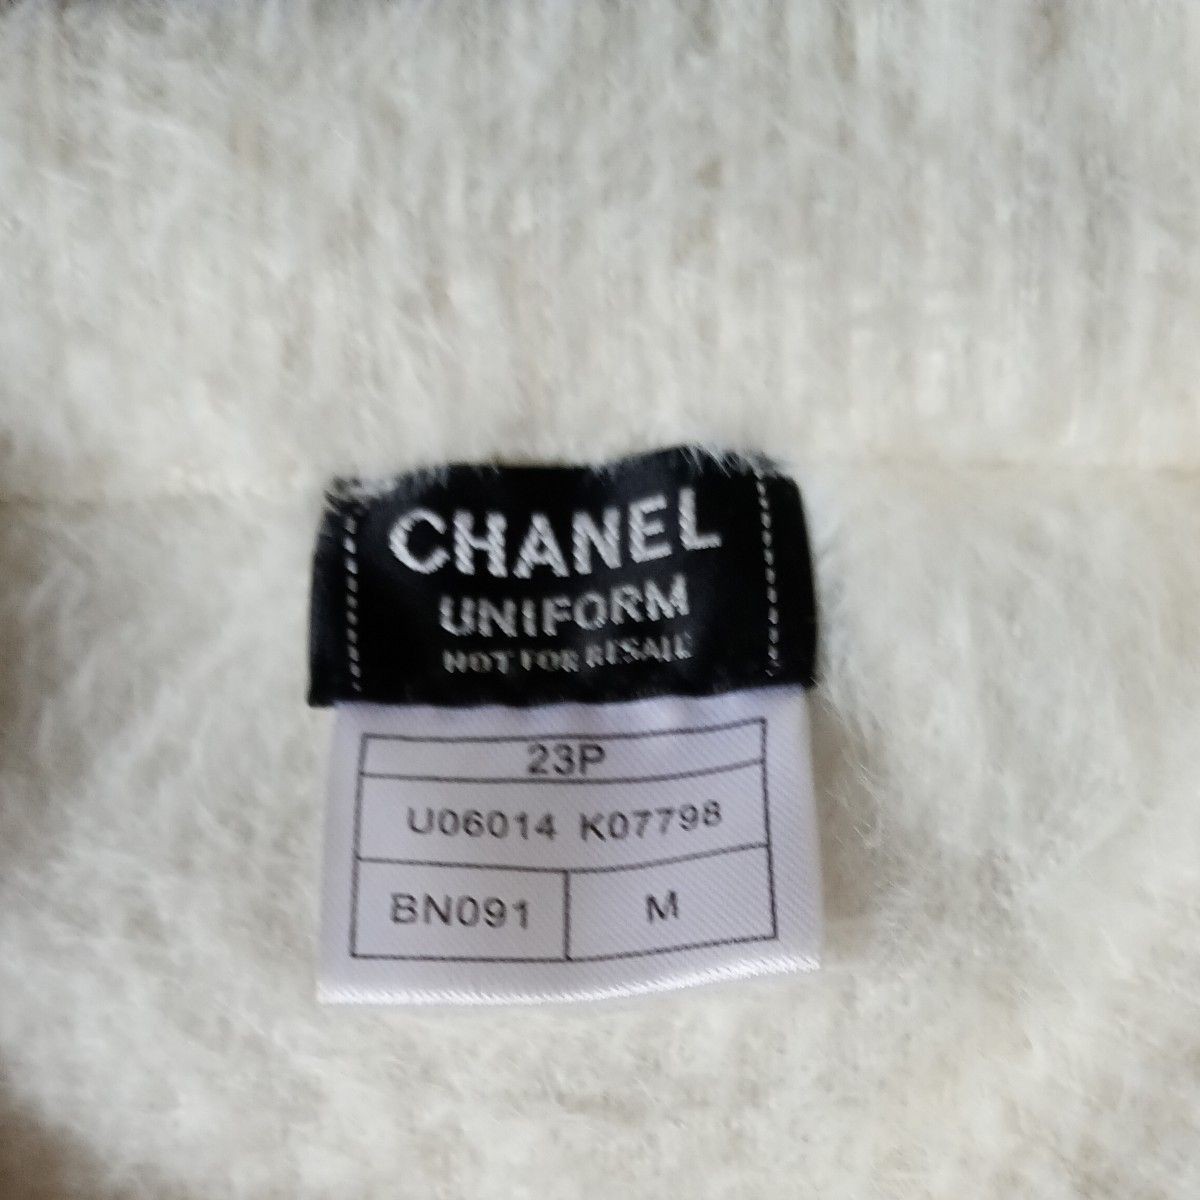 CHANEL
UNIFORM
NOT FOR RESALE
23P
U06014 K07798
BN091 M